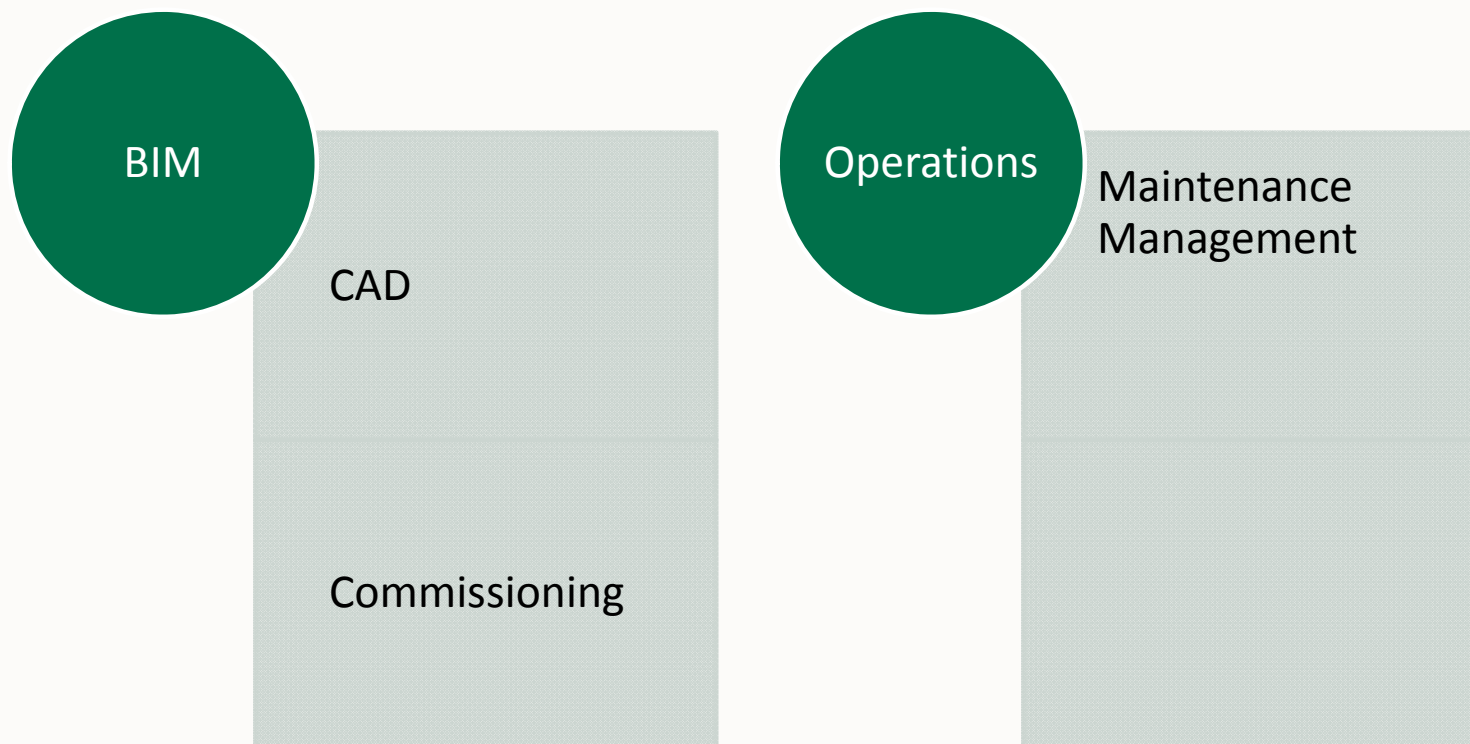 BIM
CAD
Commissioning
Operations
Maintenance
Management